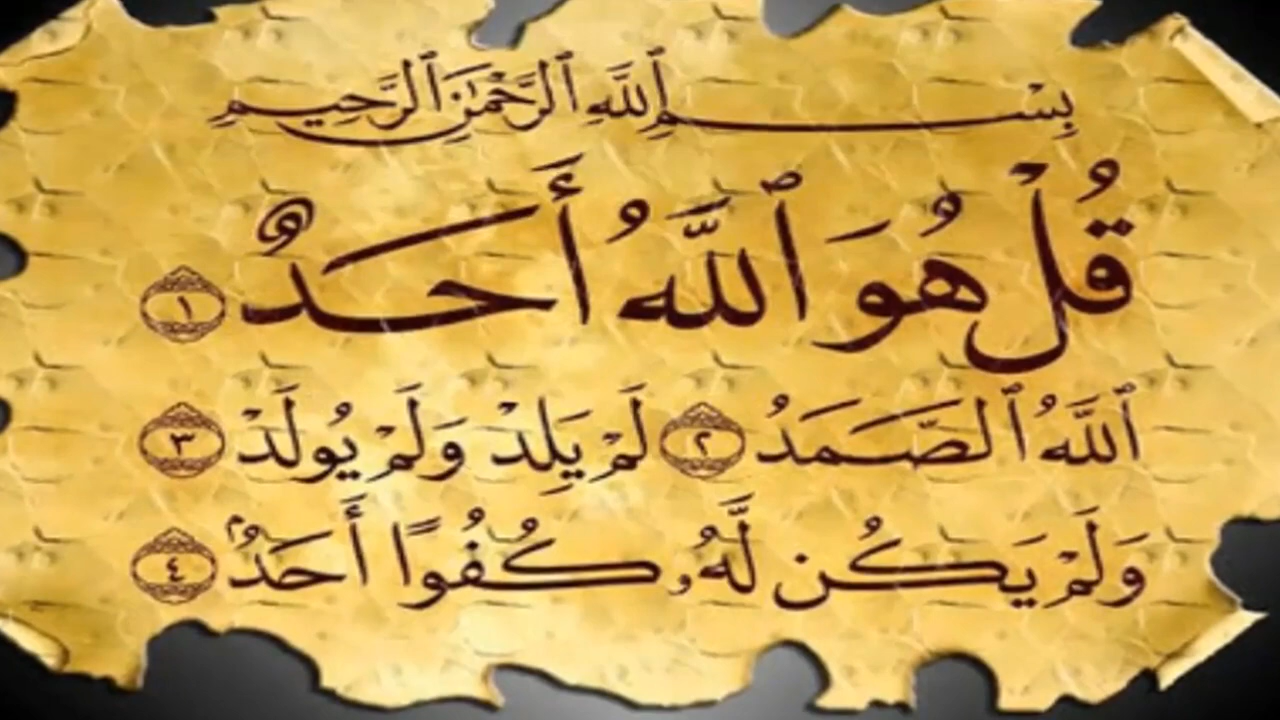 بِسْمِ ٱللَّهِ ٱلرَّحْمَٰنِ ٱلرَّحِيمِ
قُلْ هُوَ ٱللَّهُ أَحَدٌ ١
ٱللَّهُ ٱلصَّمَدُ ٢ لَمْ يَلِدْ وَلَمْ يُولَدْ ٣
وَلَمْ يَكُن لَّهُۥ كُفُوًا أَحَدٌۢ ٤